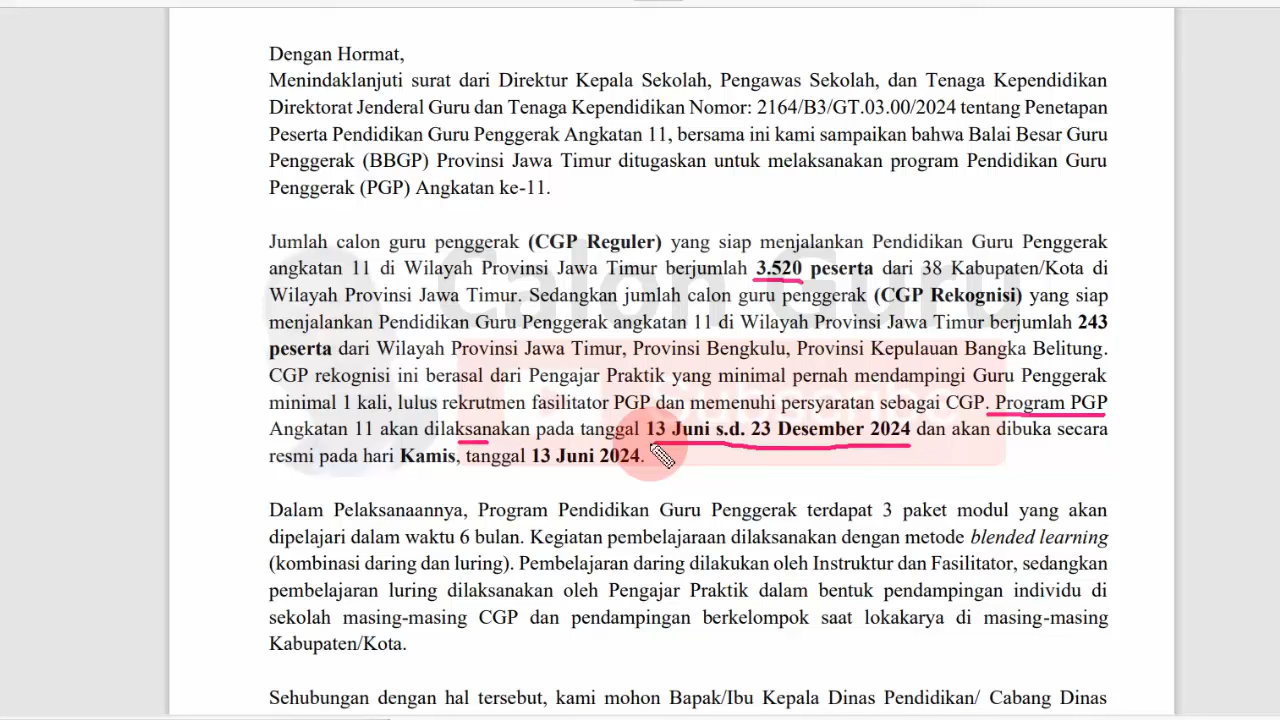 Dengan Hormat,
Menindaklanjuti surat dari Direktur Kepala Sekolah, Pengawas Sekolah, dan Tenaga Kependidikan
Direktorat Jenderal Guru dan Tenaga Kependidikan Nomor: 2164/B3/GT.03.00/2024 tentang Penetapan
Peserta Pendidikan Guru Penggerak Angkatan 11, bersama ini kami sampaikan bahwa Balai Besar Guru
Penggerak (BBGP) Provinsi Jawa Timur ditugaskan untuk melaksanakan program Pendidikan Guru
Penggerak (PGP) Angkatan ke-11.
Jumlah calon guru penggerak (CGP Reguler) yang siap menjalankan Pendidikan Guru Penggerak
angkatan 11 di Wilayah Provinsi Jawa Timur berjumlah 3.520 peserta dari 38 Kabupaten/Kota di
Wilayah Provinsi Jawa Timur. Sedangkan jumlah calon guru penggerak (CGP Rekognisi) yang siap
menjalankan Pendidikan Guru Penggerak angkatan 11 di Wilayah Provinsi Jawa Timur berjumlah 243
peserta dari Wilayah Provinsi Jawa Timur, Provinsi Bengkulu, Provinsi Kepulauan Bangka Belitung.
CGP rekognisi ini berasal dari Pengajar Praktik yang minimal pernah mendampingi Guru Penggerak
minimal 1 kali, lulus rekrutmen fasilitator PGP dan memenuhi persyaratan sebagai CGP. Program PGP
Angkatan 11 akan dilaksanakan pada tanggal 13 Juni s.d. 23 Desember 2024 dan akan dibuka secara
resmi pada hari Kamis, tanggal 13 Juni 2024.
Dalam Pelaksanaannya, Program Pendidikan Guru Penggerak terdapat 3 paket modul yang akan
dipelajari dalam waktu 6 bulan. Kegiatan pembelajaraan dilaksanakan dengan metode blended learning
(kombinasi daring dan luring). Pembelajaran daring dilakukan oleh Instruktur dan Fasilitator, sedangkan
pembelajaran luring dilaksanakan oleh Pengajar Praktik dalam bentuk pendampingan individu di
sekolah masing-masing CGP dan pendampingan berkelompok saat lokakarya di masing-masing
Kabupaten/Kota.
Sehubungan dengan hal tersebut, kami mohon Bapak/Ibu Kepala Dinas Pendidikan/ Cabang Dinas
Calon Guru
Subscribe